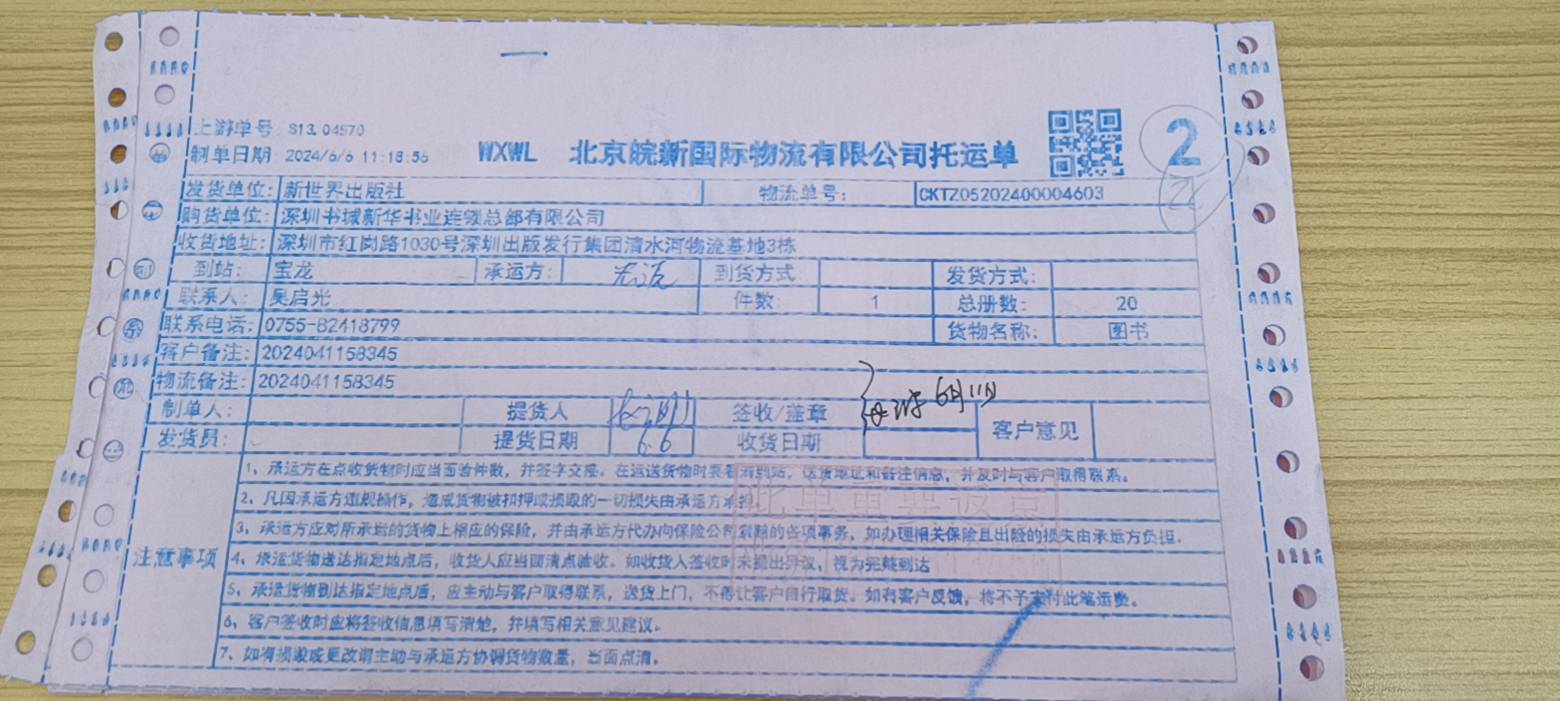 上游单号 S13.04570
制单日期 2024/6/6 11:18:56 WXWL 北京皖新国际物流有限公司托运单 2
发货单位: 新世界出版社 物流单号: CKTZ05202400004603
购货单位: 深圳书城新华书业连锁总部有限公司
收货地址: 深圳市红岗路1030号深圳出版发行集团清水河物流基地3栋
到站: 宝龙 承运方: 到货方式 发货方式:
联系人: 吴启光 件数: 1 总册数: 20
联系电话: 0755-82418799 货物名称: 图书
客户备注: 2024041158345
物流备注: 2024041158345
制单人: 提货人 签收/盖章 6月11日 客户意见
发货员: 提货日期 6.6 收货日期
注意事项
1、承运方在点收货物时应当面验件数，并签字交接。在运送货物时要看清到站，送货地址和备注信息，并及时与客户取得联系。
2、凡因承运方违规操作，造成货物被扣押或损毁的一切损失由承运方承担
3、承运方应对所承运的货物上相应的保险，并由承运方代办向保险公司索赔的各项事务，如办理相关保险且出险的损失由承运方负担.
4、承运货物送达指定地点后，收货人应当面清点验收。如收货人签收时未提出异议，视为完整到达
5、承运货物到达指定地点后，应主动与客户取得联系，送货上门，不得让客户自行取货。如有客户反馈，将不予支付此笔运费。
6、客户签收时应将签收信息填写清楚，并填写相关意见建议。
7、如有损毁或更改请主动与承运方协调货物数量，当面点清。
此单重要返京